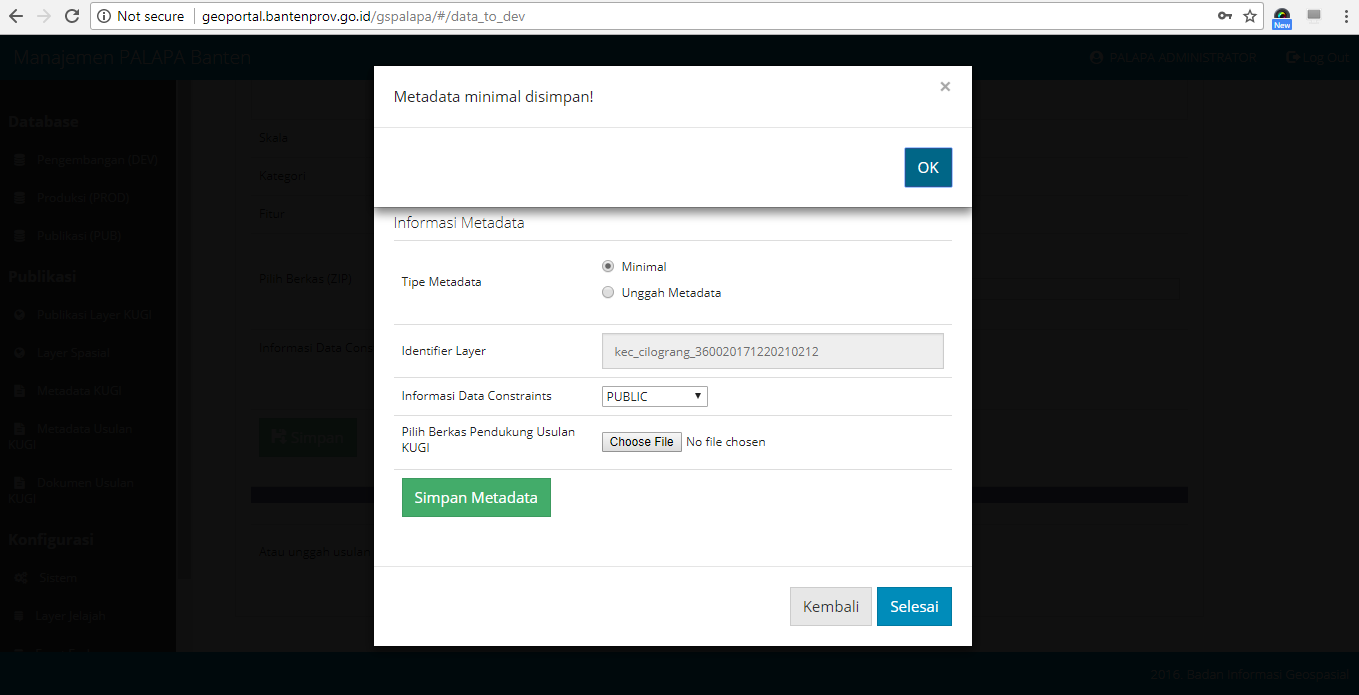 Not secure
geoportal.bantenprov.go.id/gspalapa/#/data_to_dev
New
Manajemen PALAPA Banten
PALAPA ADMINISTRATOR
Log Out
Metadata minimal disimpan!
×
OK
Database
Pengembangan (DEV)
Produksi (PROD)
Publikasi (PUB)
Publikasi
Publikasi Layer KUGI
Layer Spasial
Metadata KUGI
Metadata Usulan
KUGI
Dokumen Usulan
KUGI
Konfigurasi
Sistem
Layer Jelajah
Skala
Kategori
Fitur
Pilih Berkas (ZIP)
Informasi Data Cons
Simpan
Atau unggah usulan
Informasi Metadata
Tipe Metadata
Minimal
Unggah Metadata
Identifier Layer
kec_cilograng_360020171220210212
Informasi Data Constraints
PUBLIC
Pilih Berkas Pendukung Usulan
KUGI
Choose File No file chosen
Simpan Metadata
Kembali
Selesai
2016. Badan Informasi Geospasial